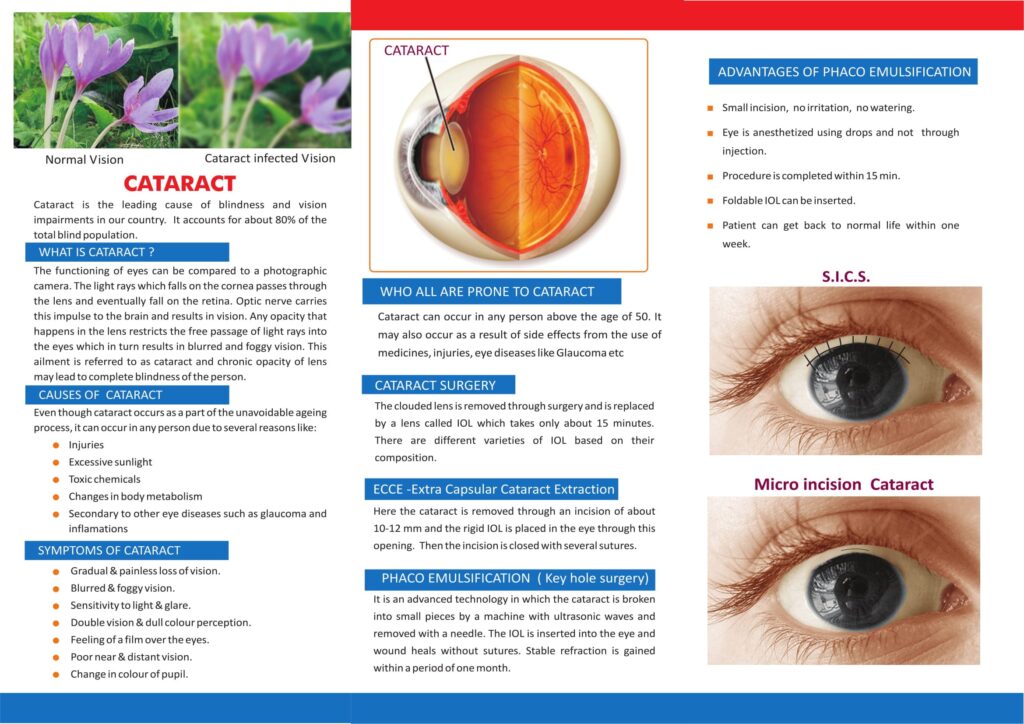 Normal Vision
Cataract infected Vision
CATARACT
Cataract is the leading cause of blindness and vision
impairments in our country. It accounts for about 80% of the
total blind population.
WHAT IS CATARACT ?
The functioning of eyes can be compared to a photographic
camera. The light rays which falls on the cornea passes through
the lens and eventually fall on the retina. Optic nerve carries
this impulse to the brain and results in vision. Any opacity that
happens in the lens restricts the free passage of light rays into
the eyes which in turn results in blurred and foggy vision. This
ailment is referred to as cataract and chronic opacity of lens
may lead to complete blindness of the person.
CAUSES OF CATARACT
Even though cataract occurs as a part of the unavoidable ageing
process, it can occur in any person due to several reasons like:
Injuries
Excessive sunlight
Toxic chemicals
Changes in body metabolism
Secondary to other eye diseases such as glaucoma and
inflamations
SYMPTOMS OF CATARACT
Gradual & painless loss of vision.
Blurred & foggy vision.
Sensitivity to light & glare.
Double vision & dull colour perception.
Feeling of a film over the eyes.
Poor near & distant vision.
Change in colour of pupil.
CATARACT
WHO ALL ARE PRONE TO CATARACT
Cataract can occur in any person above the age of 50. It
may also occur as a result of side effects from the use of
medicines, injuries, eye diseases like Glaucoma etc
CATARACT SURGERY
The clouded lens is removed through surgery and is replaced
by a lens called IOL which takes only about 15 minutes.
There are different varieties of IOL based on their
composition.
ECCE -Extra Capsular Cataract Extraction
Here the cataract is removed through an incision of about
10-12 mm and the rigid IOL is placed in the eye through this
opening. Then the incision is closed with several sutures.
PHACO EMULSIFICATION ( Key hole surgery)
It is an advanced technology in which the cataract is broken
into small pieces by a machine with ultrasonic waves and
removed with a needle. The IOL is inserted into the eye and
wound heals without sutures. Stable refraction is gained
within a period of one month.
ADVANTAGES OF PHACO EMULSIFICATION
Small incision, no irritation, no watering.
Eye is anesthetized using drops and not through
injection.
Procedure is completed within 15 min.
Foldable IOL can be inserted.
Patient can get back to normal life within one
week.
S.I.C.S.
Micro incision Cataract